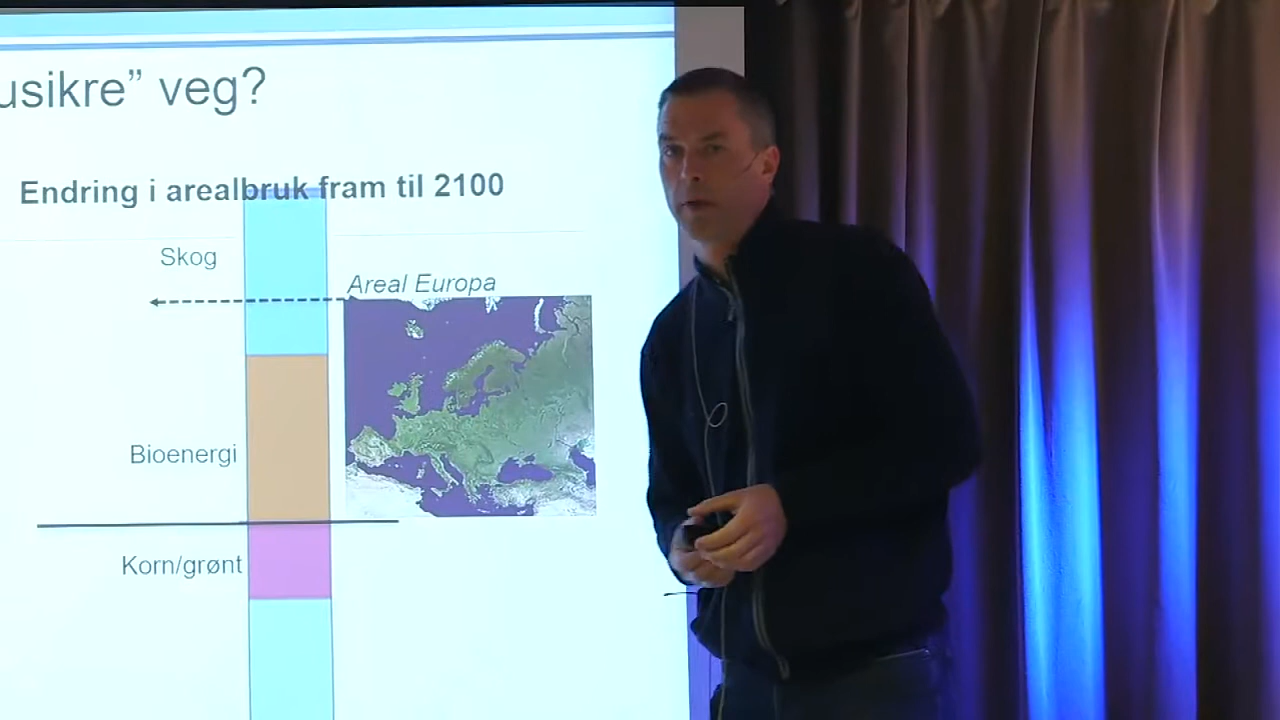 usikre” veg?
Endring i arealbruk fram til 2100
Skog
Areal Europa
Bioenergi
Korn/grønt